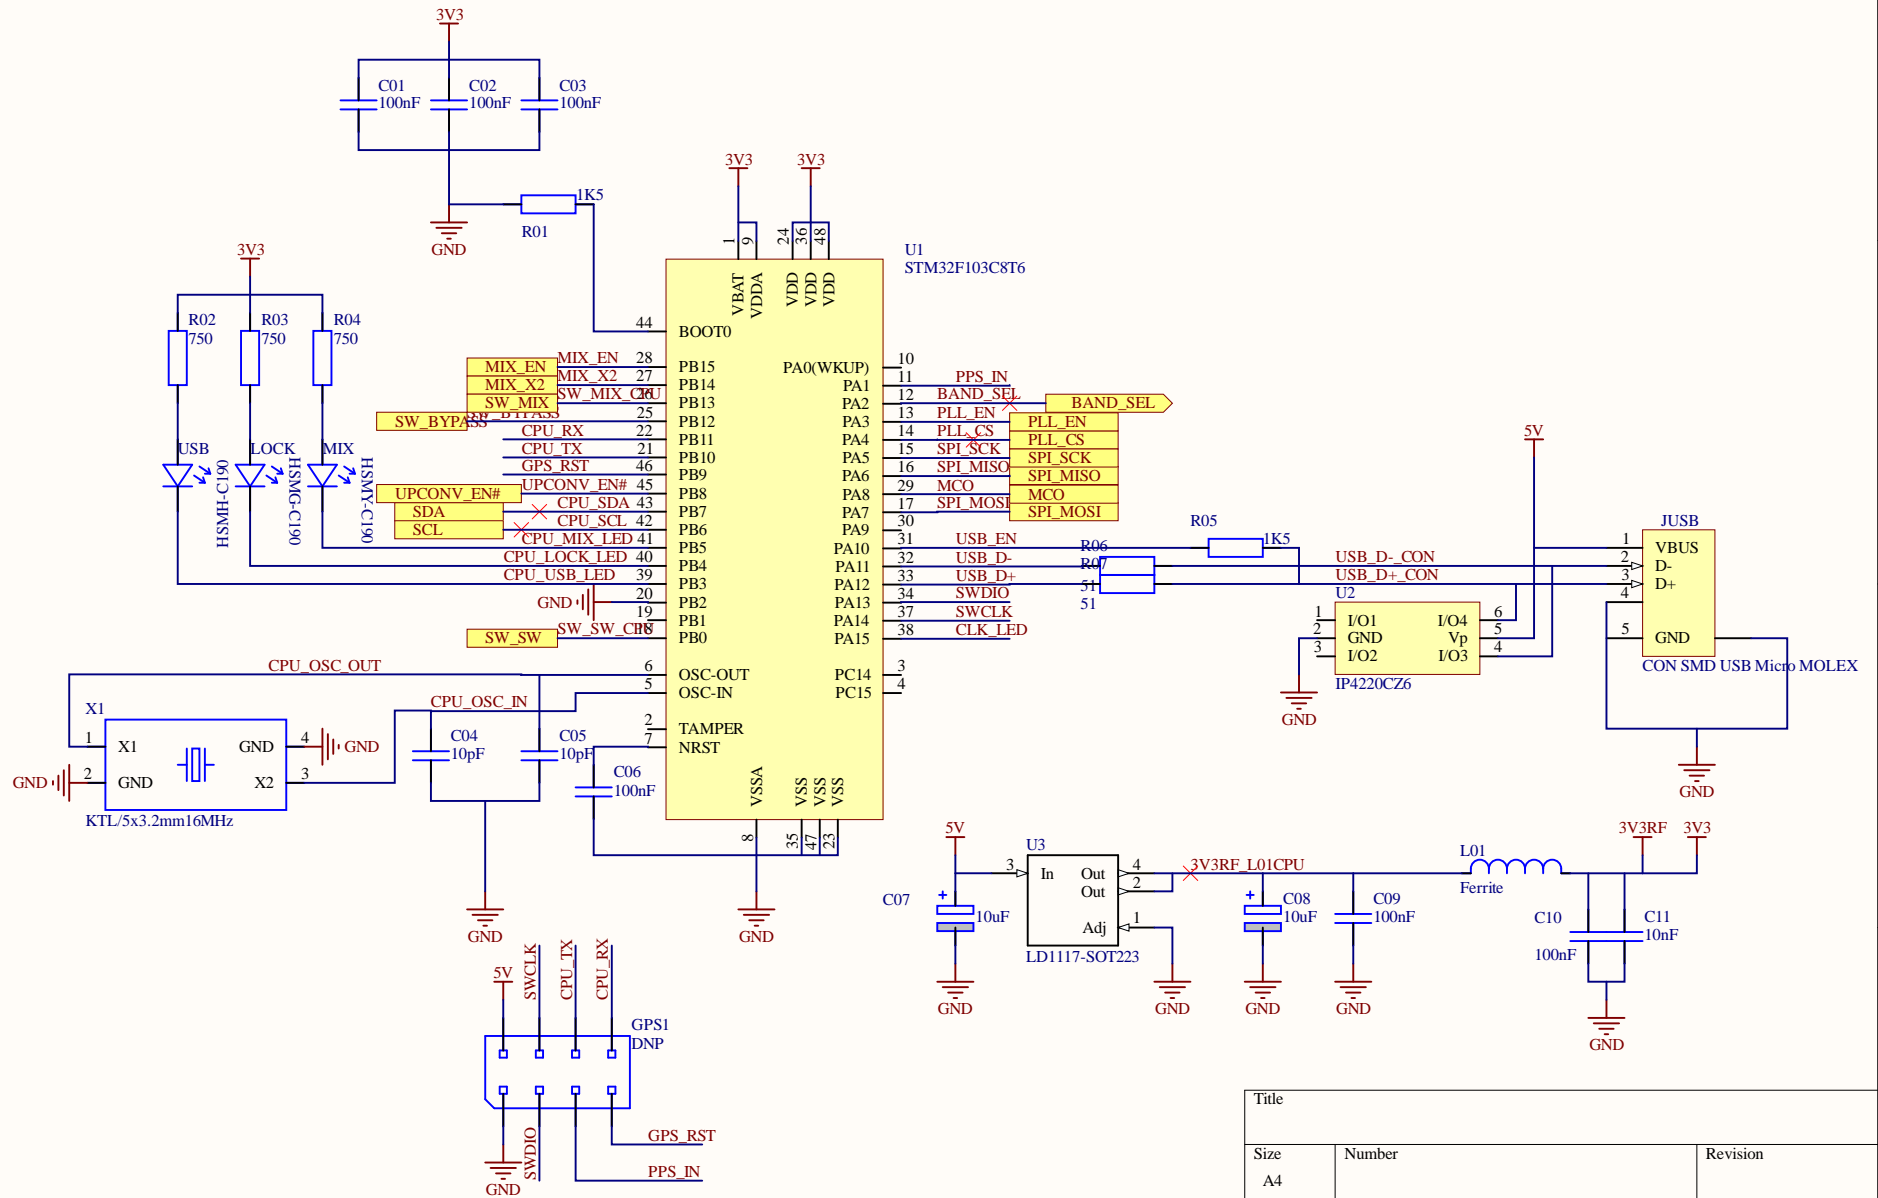 3V3
C01
100nF
C02
100nF
C03
100nF
GND
1K5
R01
3V3
R02
750
R03
750
R04
750
USB
LOCK
MIX
HSMH-C190
HSMG-C190
HSMY-C190
3V3
3V3
1
9
24
36
48
U1
STM32F103C8T6
VBAT
VDDA
VDD
VDD
VDD
44
BOOT0
MIX_EN
MIX_EN
28
PB15
MIX_X2
MIX_X2
27
PB14
SW_MIX
SW_MIX_CPU
26
PB13
SW_BYPASS
SW_BYPASS
25
PB12
CPU_RX
22
PB11
CPU_TX
21
PB10
GPS_RST
46
PB9
UPCONV_EN#
UPCONV_EN#
45
PB8
SDA
CPU_SDA
43
PB7
SCL
CPU_SCL
42
PB6
CPU_MIX_LED
41
PB5
CPU_LOCK_LED
40
PB4
CPU_USB_LED
39
PB3
GND
20
PB2
19
PB1
SW_SW
SW_SW_CPU
18
PB0
CPU_OSC_OUT
6
OSC-OUT
5
OSC-IN
CPU_OSC_IN
2
TAMPER
7
NRST
PA0(WKUP)
10
PA1
11
PPS_IN
PA2
12
BAND_SEL
BAND_SEL
PA3
13
PLL_EN
PLL_EN
PA4
14
PLL_CS
PLL_CS
PA5
15
SPI_SCK
SPI_SCK
PA6
16
SPI_MISO
SPI_MISO
PA8
29
MCO
MCO
PA7
17
SPI_MOSI
SPI_MOSI
PA9
30
PA10
31
USB_EN
PA11
32
USB_D-
PA12
33
USB_D+
PA13
34
SWDIO
PA14
37
SWCLK
PA15
38
CLK_LED
PC14
3
PC15
4
R05
1K5
R06
R07
51
51
USB_D-_CON
USB_D+_CON
U2
1
I/O1
2
GND
3
I/O2
I/O4
6
Vp
5
I/O3
4
IP4220CZ6
GND
5V
JUSB
1
VBUS
2
D-
3
D+
4
5
GND
CON SMD USB Micro MOLEX
GND
X1
1
X1
GND
2
GND
GND
4
GND
X2
3
KTL/5x3.2mm16MHz
C04
10pF
C05
10pF
C06
100nF
GND
VSSA
VSS
VSS
VSS
8
35
47
23
GND
5V
C07
10uF
GND
U3
3
In
Out
4
Out
2
Adj
1
LD1117-SOT223
GND
3V3RF_L01CPU
C08
10uF
GND
C09
100nF
GND
L01
Ferrite
3V3RF
3V3
C10
100nF
C11
10nF
GND
5V
SWCLK
CPU_TX
CPU_RX
GPS1
DNP
GND
SWDIO
GPS_RST
PPS_IN
Title
Size
A4
Number
Revision